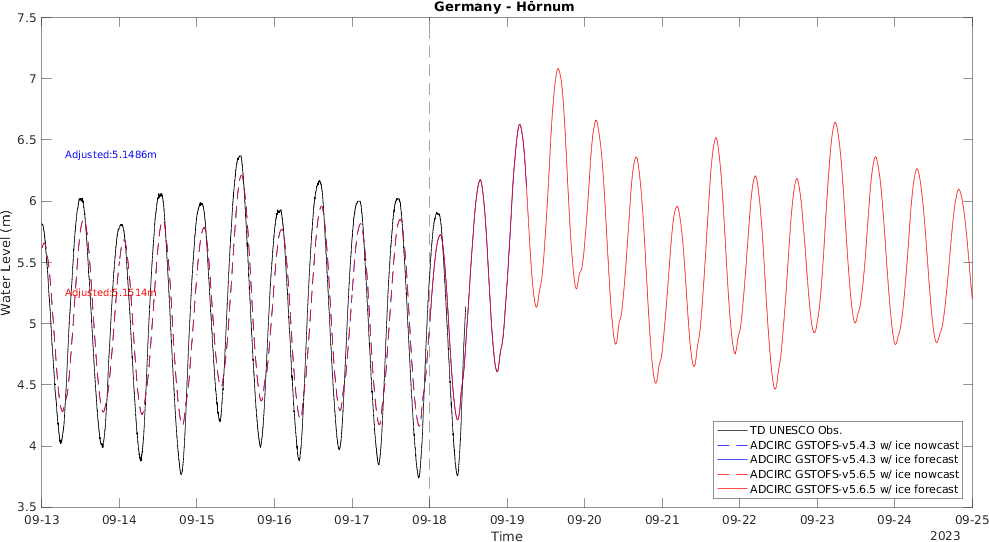 Germany - Hörnum
7.5
7
6.5
6
5.5
5
4.5
4
3.5
Water Level (m)
Adjusted:5.1486m
Adjusted:5.1514m
TD UNESCO Obs.
ADCIRC GSTOFS-v5.4.3 w/ ice nowcast
ADCIRC GSTOFS-v5.4.3 w/ ice forecast
ADCIRC GSTOFS-v5.6.5 w/ ice nowcast
ADCIRC GSTOFS-v5.6.5 w/ ice forecast
09-13 09-14 09-15 09-16 09-17 09-18 09-19 09-20 09-21 09-22 09-23 09-24 09-25
Time
2023